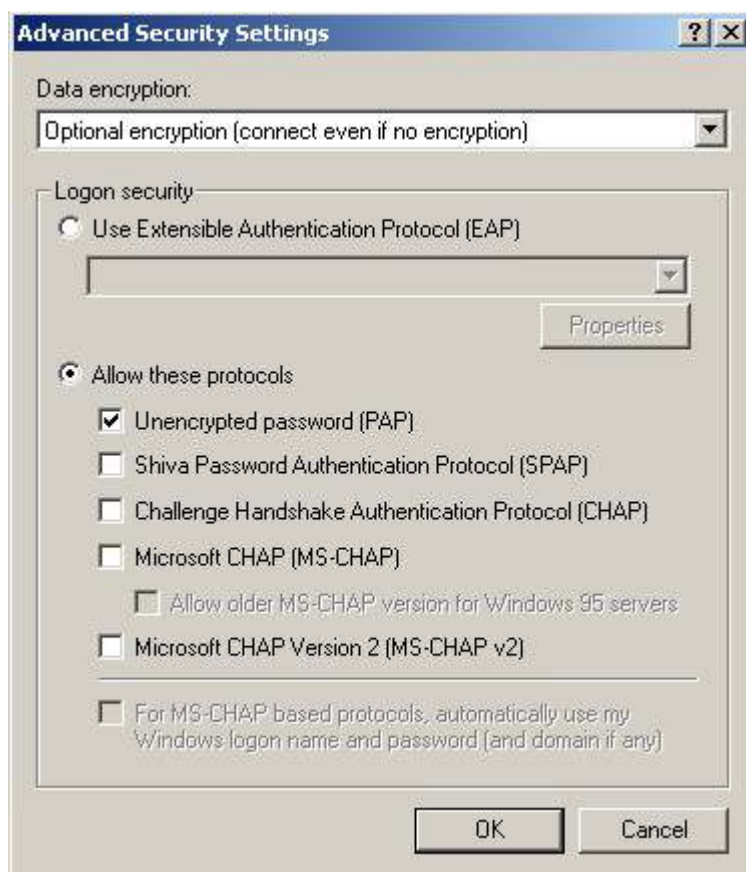 Advanced Security Settings
Data encryption:
Optional encryption (connect even if no encryption)
Logon security
Use Extensible Authentication Protocol (EAP)
Properties
Allow these protocols
Unencrypted password (PAP)
Shiva Password Authentication Protocol (SPAP)
Challenge Handshake Authentication Protocol (CHAP)
Microsoft CHAP (MS-CHAP)
Allow older MS-CHAP version for Windows 95 servers
Microsoft CHAP Version 2 (MS-CHAP v2)
For MS-CHAP based protocols, automatically use my
Windows logon name and password (and domain if any)
OK
Cancel